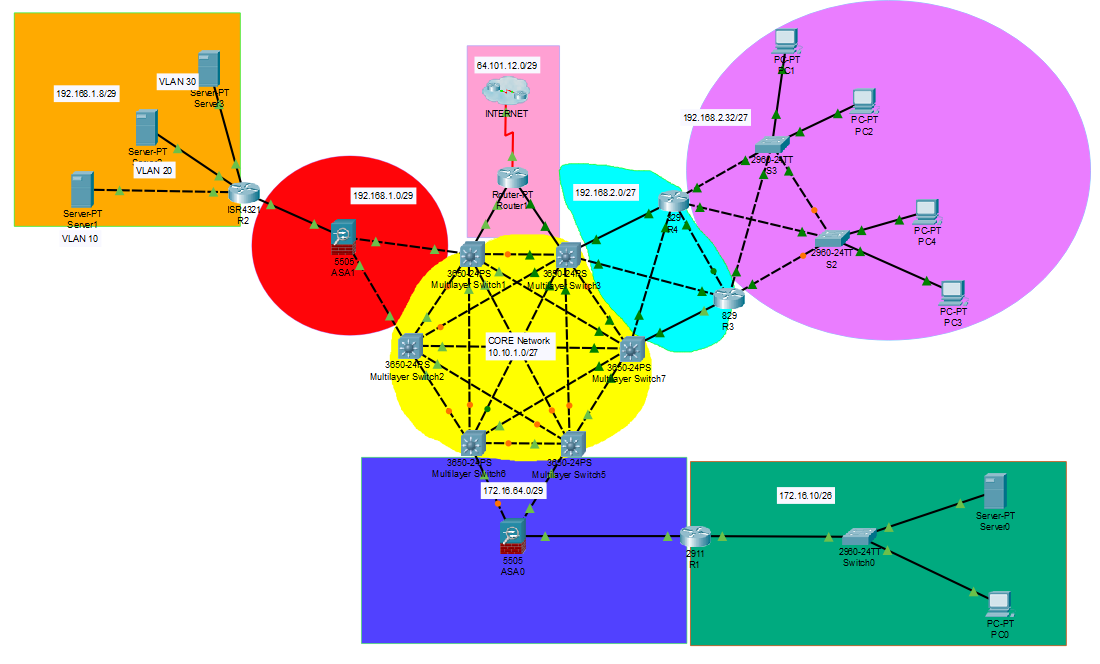 64.101.12.0/29
INTERNET
Router-PT
Router1
VLAN 30
192.168.1.8/29
Server-PT
Server3
Server-PT
VLAN 20
Server-PT
Server1
VLAN 10
ISR4321
R2
192.168.1.0/29
5505
ASA1
3650-24PS
Multilayer Switch1
3650-24PS
Multilayer Switch3
192.168.2.0/27
829
R4
829
R3
192.168.2.32/27
PC-PT
PC1
PC-PT
PC2
2960-24TT
S3
PC-PT
PC4
2960-24TT
S2
PC-PT
PC3
CORE Network
10.10.1.0/27
3650-24PS
Multilayer Switch2
3650-24PS
Multilayer Switch7
3650-24PS
Multilayer Switch6
3650-24PS
Multilayer Switch5
172.16.64.0/29
5505
ASA0
2911
R1
172.16.10/26
2960-24TT
Switch0
Server-PT
Server0
PC-PT
PC0